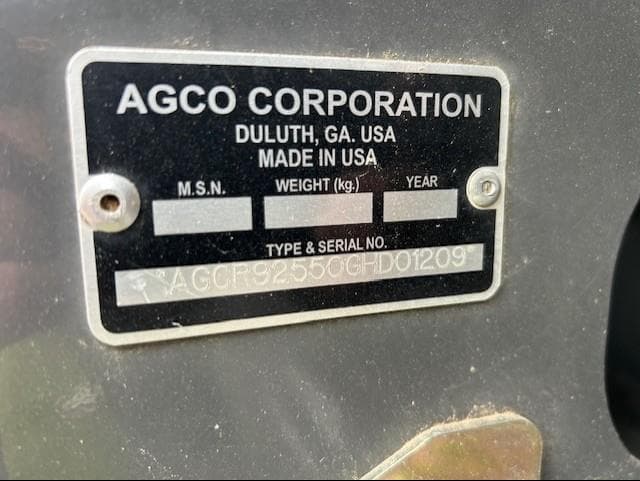 AGCO CORPORATION
DULUTH, GA. USA
MADE IN USA
M.S.N. WEIGHT (kg.) YEAR
TYPE & SERIAL NO.
*AGCR92550GHD01209*